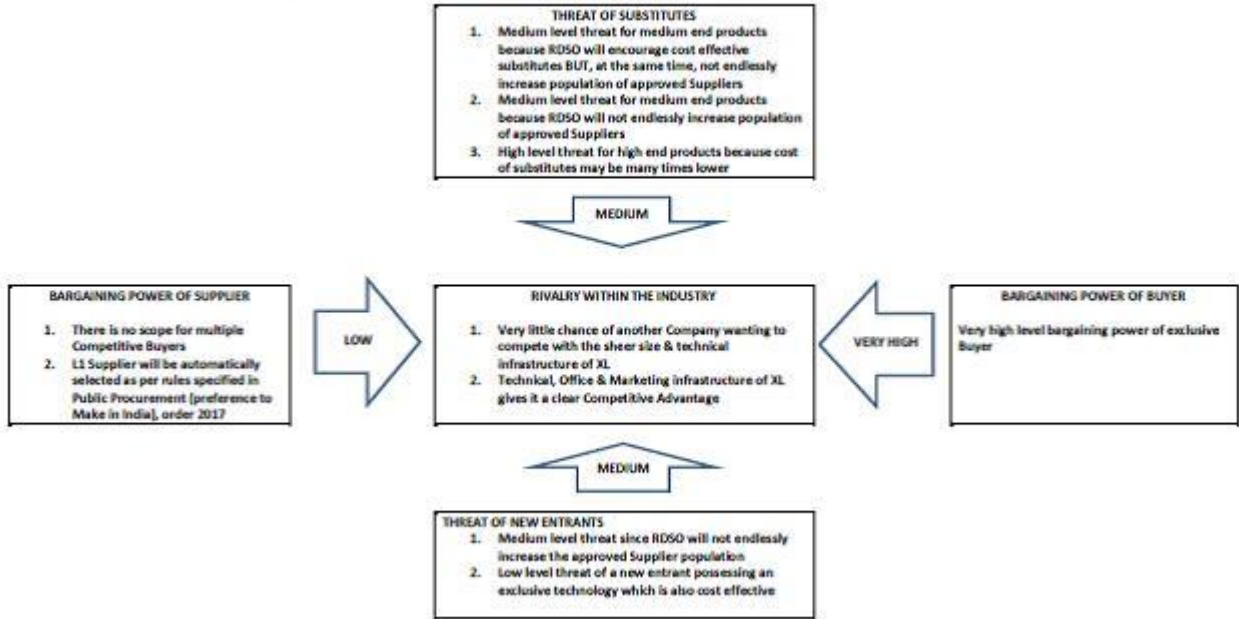 THREAT OF SUBSTITUTES
1. Medium level threat for medium end products
because RDSO will encourage cost effective
substitutes BUT, at the same time, not endlessly
increase population of approved Suppliers
2. Medium level threat for medium end products
because RDSO will not endlessly increase population
of approved Suppliers
3. High level threat for high end products because cost
of substitutes may be many times lower
MEDIUM
BARGAINING POWER OF SUPPLIER
1. There is no scope for multiple
Competitive Buyers
2. L1 Supplier will be automatically
selected as per rules specified in
Public Procurement (preference to
Make in India), order 2017
LOW
RIVALRY WITHIN THE INDUSTRY
1. Very little chance of another Company wanting to
compete with the sheer size & technical
infrastructure of XL
2. Technical, Office & Marketing infrastructure of XL
gives it a clear Competitive Advantage
VERY HIGH
BARGAINING POWER OF BUYER
Very high level bargaining power of exclusive
Buyer
MEDIUM
THREAT OF NEW ENTRANTS
1. Medium level threat since RDSO will not endlessly
increase the approved Supplier population
2. Low level threat of a new entrant possessing an
exclusive technology which is also cost effective